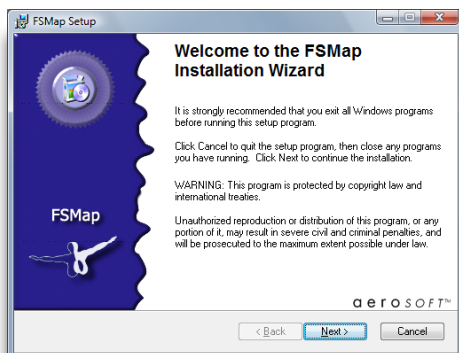 FSMap Setup
Welcome to the FSMap
Installation Wizard
It is strongly recommended that you exit all Windows programs
before running this setup program.
Click Cancel to quit the setup program, then close any programs
you have running. Click Next to continue the installation.
WARNING: This program is protected by copyright law and
international treaties.
Unauthorized reproduction or distribution of this program, or any
portion of it, may result in severe civil and criminal penalties, and
will be prosecuted to the maximum extent possible under law.
FSMap
aerosoft™
< Back
Next >
Cancel